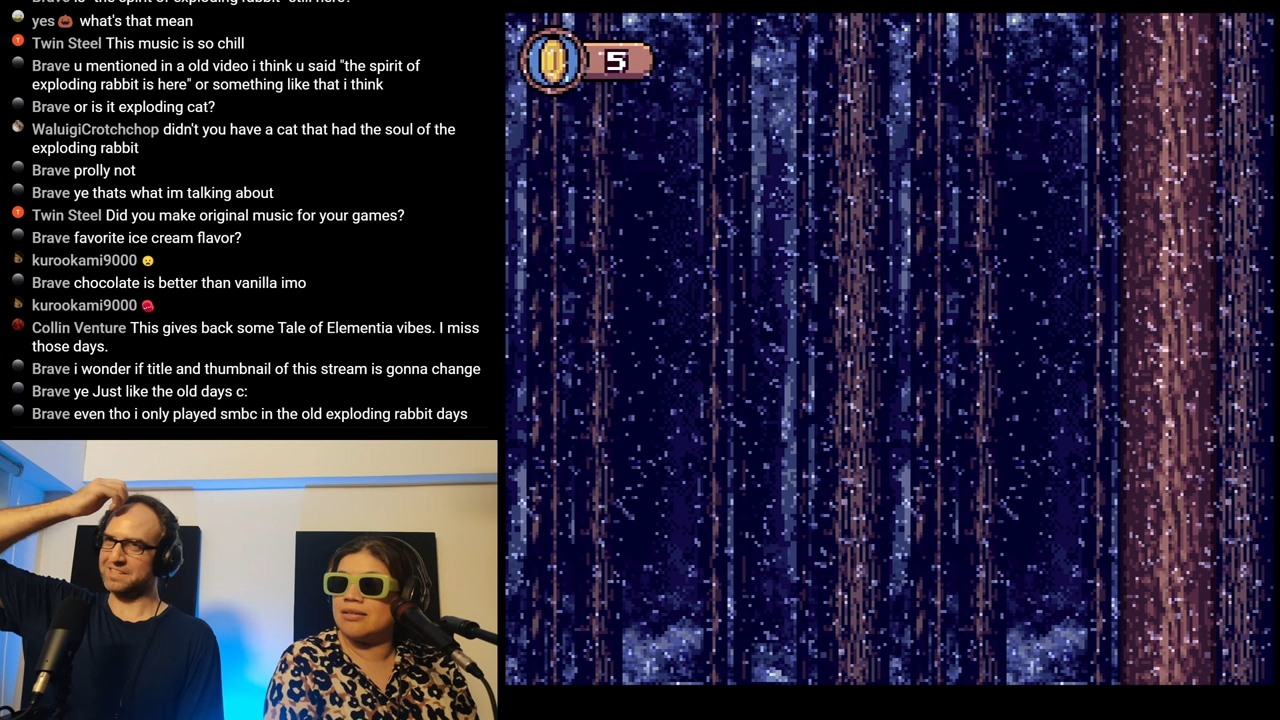 yes what's that mean
Twin Steel This music is so chill
Brave u mentioned in a old video i think u said "the spirit of
exploding rabbit is here" or something like that i think
Brave or is it exploding cat?
WaluigiCrotchchop didn't you have a cat that had the soul of the
exploding rabbit
Brave prolly not
Brave ye thats what im talking about
Twin Steel Did you make original music for your games?
Brave favorite ice cream flavor?
kurookami9000
Brave chocolate is better than vanilla imo
kurookami9000
Collin Venture This gives back some Tale of Elementia vibes. I miss
those days.
Brave i wonder if title and thumbnail of this stream is gonna change
Brave ye Just like the old days c:
Brave even tho i only played smbc in the old exploding rabbit days
5